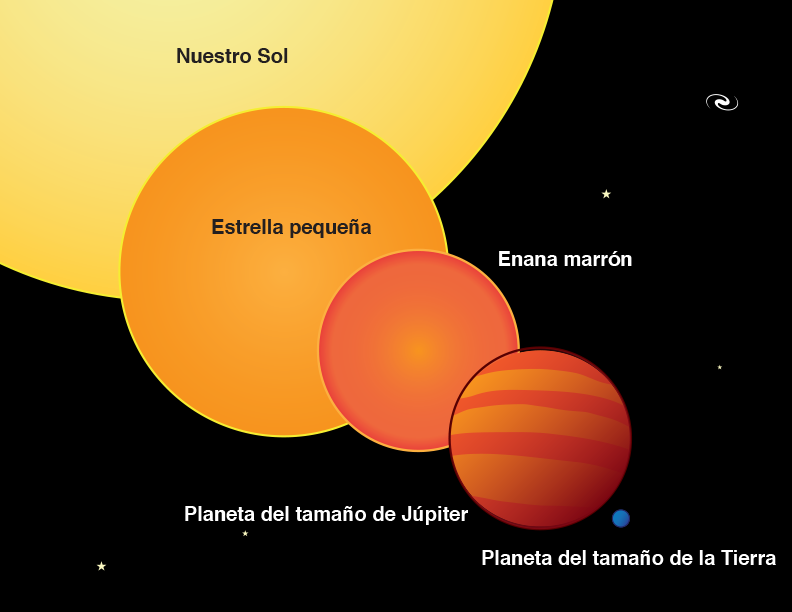 Nuestro Sol
Estrella pequeña
Enana marrón
Planeta del tamaño de Júpiter
Planeta del tamaño de la Tierra